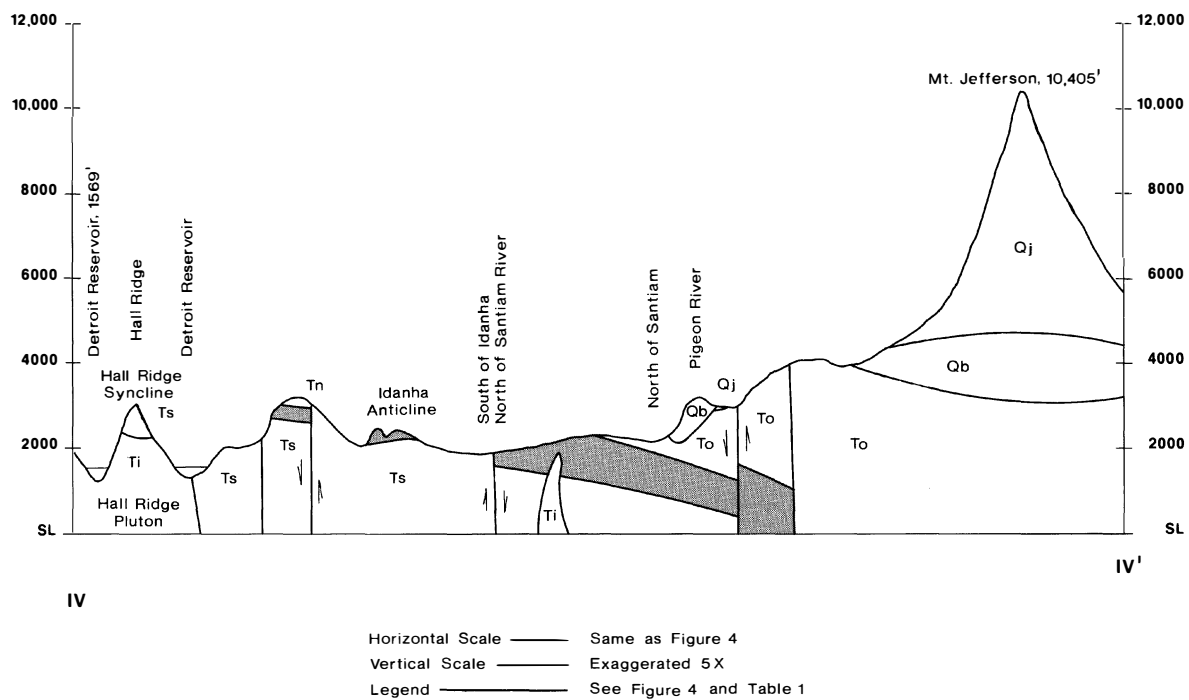 12,000
12,000
Mt. Jefferson, 10,405'
10,000
10,000
Detroit Reservoir, 1569'
Hall Ridge
Detroit Reservoir
8000
8000
Qj
6000
6000
South of Idanha
North of Santiam River
North of Santiam
Pigeon River
4000
4000
Hall Ridge
Syncline
Ts
Tn
Idanha
Anticline
Qj
Qb
Qb
To
To
To
2000
2000
Ti
Ts
Ts
Ts
Hall Ridge
Pluton
Ti
SL
SL
IV
IV'
Horizontal Scale Same as Figure 4
Vertical Scale Exaggerated 5X
Legend See Figure 4 and Table 1